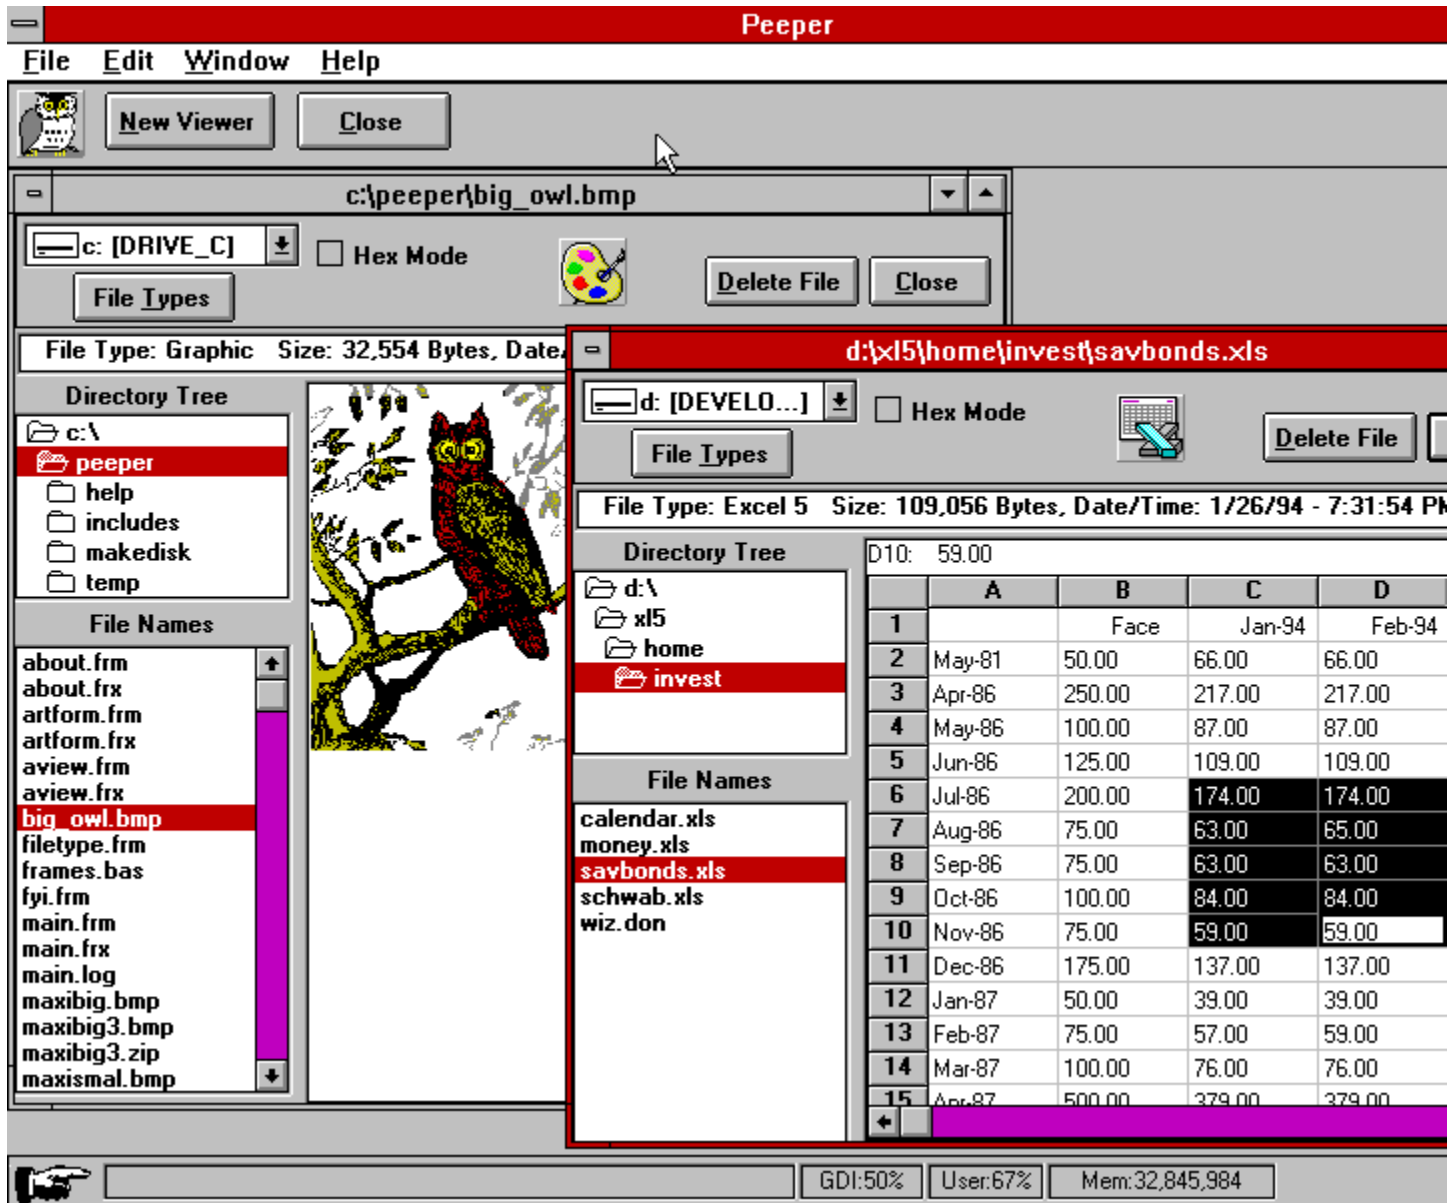 Peeper
File Edit Window Help
New Viewer Close
c:\peeper\big_owl.bmp
c: [DRIVE_C] Hex Mode
File Types Delete File Close
File Type: Graphic Size: 32,554 Bytes, Date/
Directory Tree
c:\
peeper
help
includes
makedisk
temp
File Names
about.frm
about.frx
artform.frm
artform.frx
aview.frm
aview.frx
big_owl.bmp
filetype.frm
frames.bas
fyi.frm
main.frm
main.frx
main.log
maxibig.bmp
maxibig3.bmp
maxibig3.zip
maxismal.bmp
d:\xl5\home\invest\savbonds.xls
d: [DEVELO...] Hex Mode
File Types Delete File
File Type: Excel 5 Size: 109,056 Bytes, Date/Time: 1/26/94 - 7:31:54 PM
Directory Tree
d:\
xl5
home
invest
File Names
calendar.xls
money.xls
savbonds.xls
schwab.xls
wiz.don
D10: 59.00
A B C D
1 Face Jan-94 Feb-94
2 May-81 50.00 66.00 66.00
3 Apr-86 250.00 217.00 217.00
4 May-86 100.00 87.00 87.00
5 Jun-86 125.00 109.00 109.00
6 Jul-86 200.00 174.00 174.00
7 Aug-86 75.00 63.00 65.00
8 Sep-86 75.00 63.00 63.00
9 Oct-86 100.00 84.00 84.00
10 Nov-86 75.00 59.00 59.00
11 Dec-86 175.00 137.00 137.00
12 Jan-87 50.00 39.00 39.00
13 Feb-87 75.00 57.00 59.00
14 Mar-87 100.00 76.00 76.00
15 Apr-87 500.00 379.00 379.00
GDI:50% User:67% Mem:32,845,984